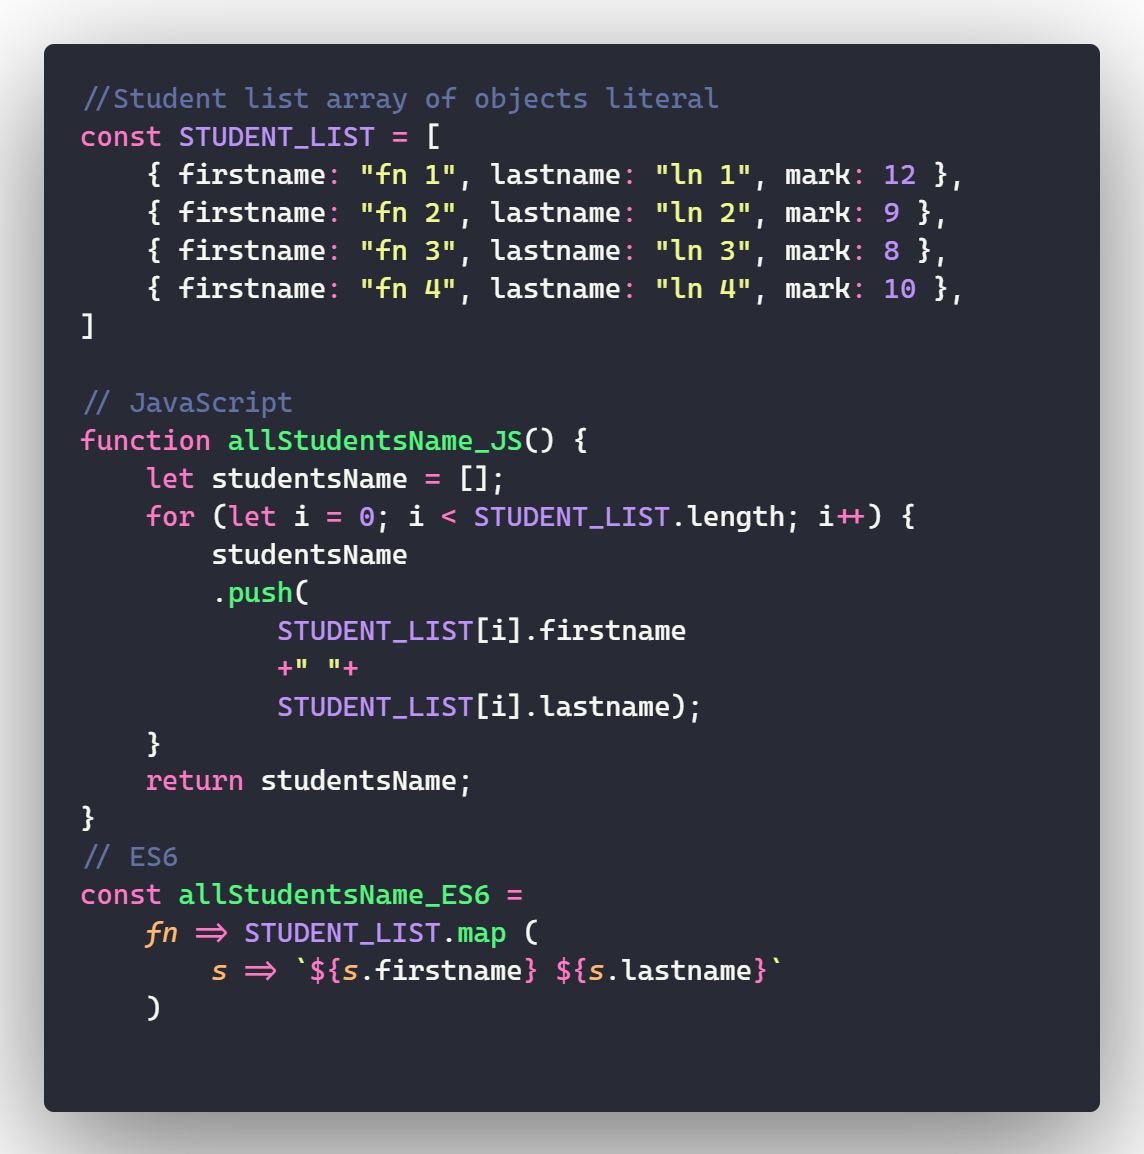 //Student list array of objects literal
const STUDENT_LIST = [
    { firstname: "fn 1", lastname: "ln 1", mark: 12 },
    { firstname: "fn 2", lastname: "ln 2", mark: 9 },
    { firstname: "fn 3", lastname: "ln 3", mark: 8 },
    { firstname: "fn 4", lastname: "ln 4", mark: 10 },
]

// JavaScript
function allStudentsName_JS() {
    let studentsName = [];
    for (let i = 0; i < STUDENT_LIST.length; i++) {
        studentsName
        .push(
            STUDENT_LIST[i].firstname
            +" "+
            STUDENT_LIST[i].lastname);
    }
    return studentsName;
}
// ES6
const allStudentsName_ES6 =
    fn => STUDENT_LIST.map (
        s => `${s.firstname} ${s.lastname}`
    )